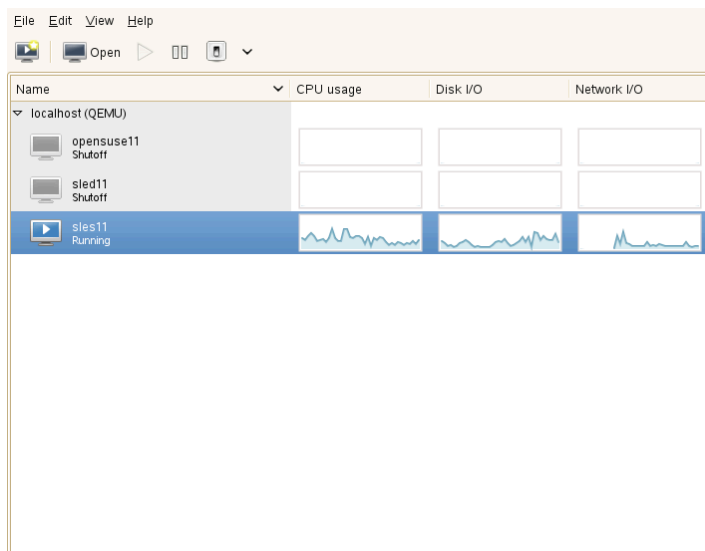 File Edit View Help
Open
Name CPU usage Disk I/O Network I/O
localhost (QEMU)
opensuse11
Shutoff
sled11
Shutoff
sles11
Running